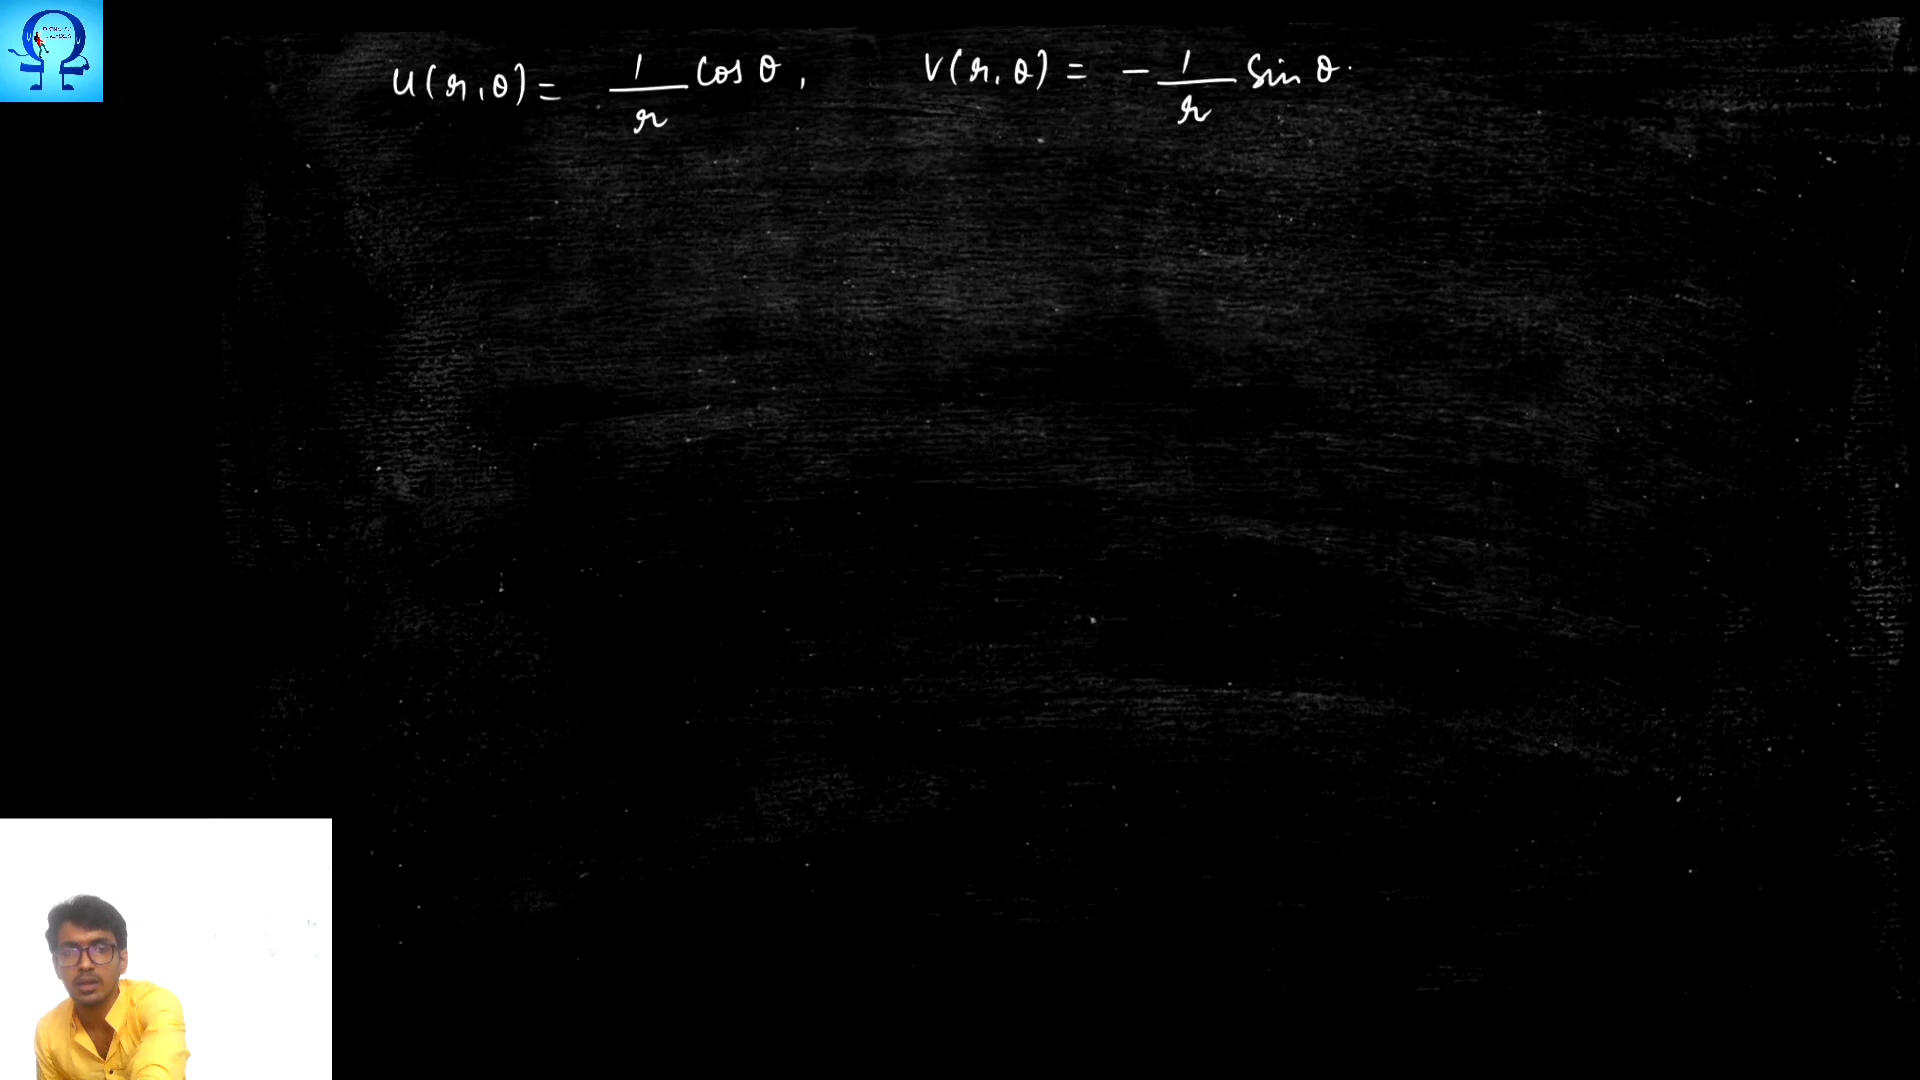 u(r,θ) = 1/r cos θ, v(r,θ) = - 1/r Sin θ.